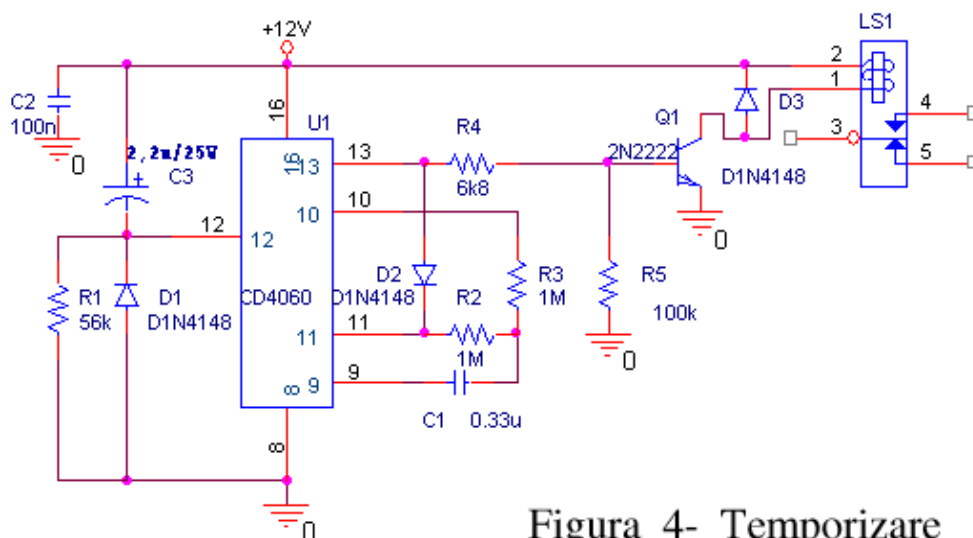 +12V
LS1
2
1
C2
100n
0
16
U1
2,2u/25V
C3
16
13
13
R4
6k8
Q1
2N2222
D3
D1N4148
3
4
5
0
12
12
10
10
R1
56k
D1
D1N4148
CD4060
D2
D1N4148
R3
1M
R5
100k
0
11
11
R2
1M
9
9
C1
0.33u
8
8
0
Figura 4- Temporizare